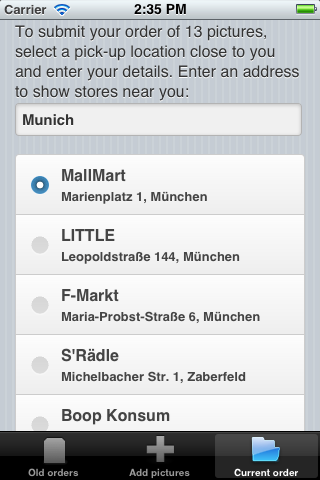 Carrier 2:35 PM
To submit your order of 13 pictures,
select a pick-up location close to you
and enter your details. Enter an address
to show stores near you:
Munich
MallMart
Marienplatz 1, München
LITTLE
Leopoldstraße 144, München
F-Markt
Maria-Probst-Straße 6, München
S'Rädle
Michelbacher Str. 1, Zaberfeld
Boop Konsum
Old orders Add pictures Current order